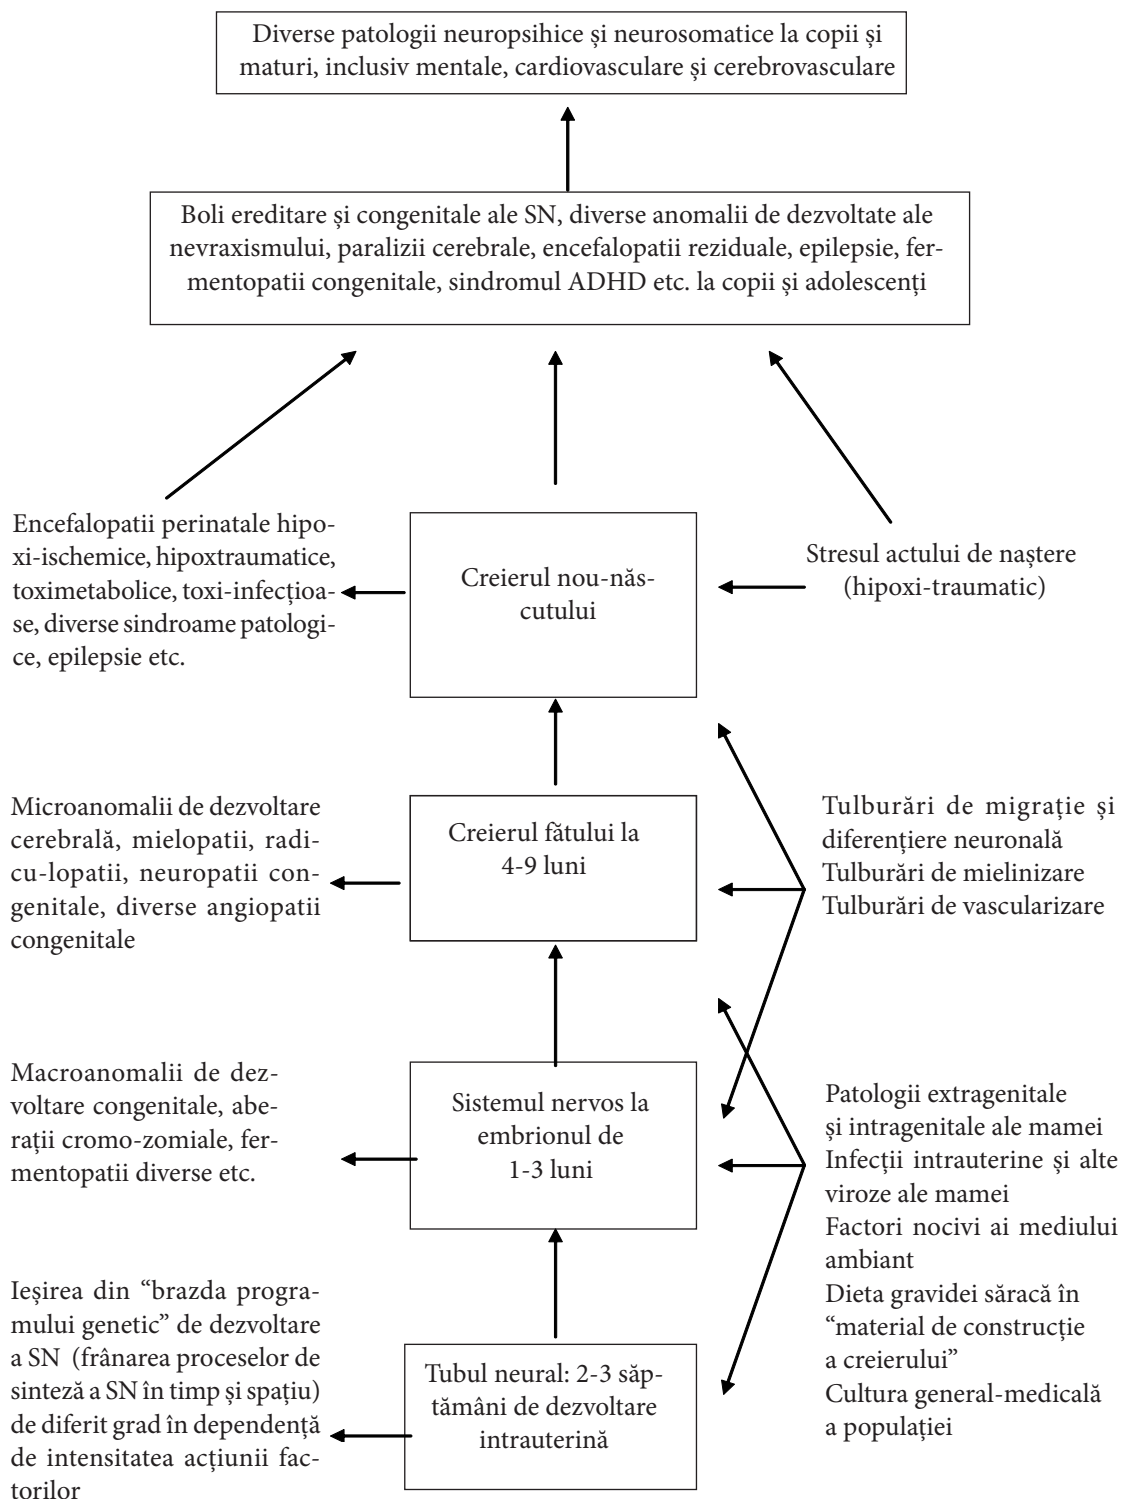 Diverse patologii neuropsihice și neurosomatice la copii și
maturi, inclusiv mentale, cardiovasculare și cerebrovasculare
Boli ereditare și congenitale ale SN, diverse anomalii de dezvoltate ale
nevraxismului, paralizii cerebrale, encefalopatii reziduale, epilepsie, fer-
mentopatii congenitale, sindromul ADHD etc. la copii și adolescenți
Encefalopatii perinatale hipo-
xi-ischemice, hipoxtraumatice,
toximetabolice, toxi-infecțioa-
se, diverse sindroame patologi-
ce, epilepsie etc.
Creierul nou-năs-
cutului
Stresul actului de naștere
(hipoxi-traumatic)
Microanomalii de dezvoltare
cerebrală, mielopatii, radi-
cu-lopatii, neuropatii con-
genitale, diverse angiopatii
congenitale
Creierul fătului la
4-9 luni
Tulburări de migrație și
diferențiere neuronală
Tulburări de mielinizare
Tulburări de vascularizare
Macroanomalii de dez-
voltare congenitale, abe-
rații cromo-zomiale, fer-
mentopatii diverse etc.
Sistemul nervos la
embrionul de
1-3 luni
Patologii extragenitale
și intragenitale ale mamei
Infecții intrauterine și alte
viroze ale mamei
Factori nocivi ai mediului
ambiant
Dieta gravidei săracă în
“material de construcție
a creierului”
Cultura general-medicală
a populației
Ieșirea din “brazda progra-
mului genetic” de dezvoltare
a SN (frânarea proceselor de
sinteză a SN în timp și spațiu)
de diferit grad în dependență
de intensitatea acțiunii fac-
torilor
Tubul neural: 2-3 săp-
tămâni de dezvoltare
intrauterină